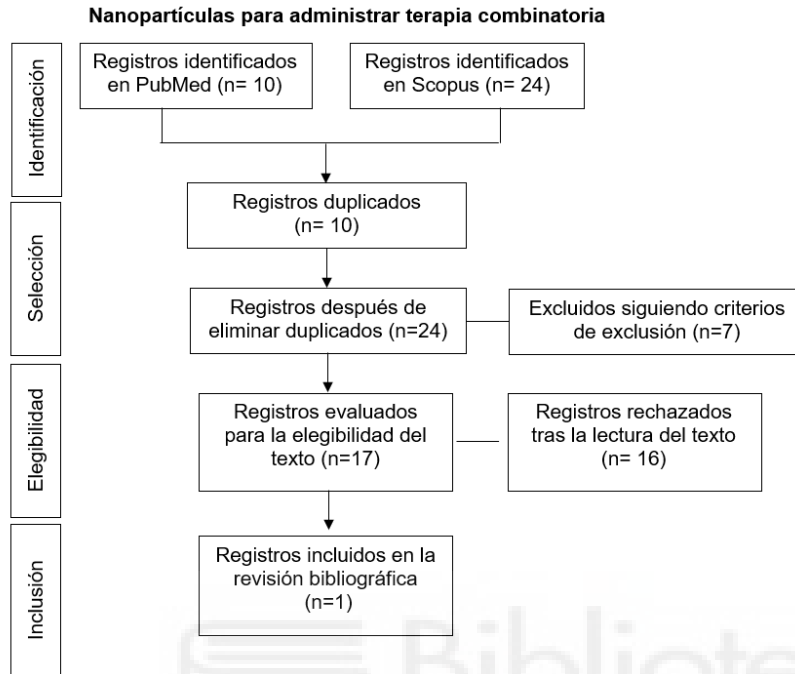 Nanopartículas para administrar terapia combinatoria
Identificación
Registros identificados
en PubMed (n= 10)
Registros identificados
en Scopus (n= 24)
Selección
Registros duplicados
(n= 10)
Registros después de
eliminar duplicados (n=24)
Excluidos siguiendo criterios
de exclusión (n=7)
Elegibilidad
Registros evaluados
para la elegibilidad del
texto (n=17)
Registros rechazados
tras la lectura del texto
(n= 16)
Inclusión
Registros incluidos en la
revisión bibliográfica
(n=1)
Bibliote